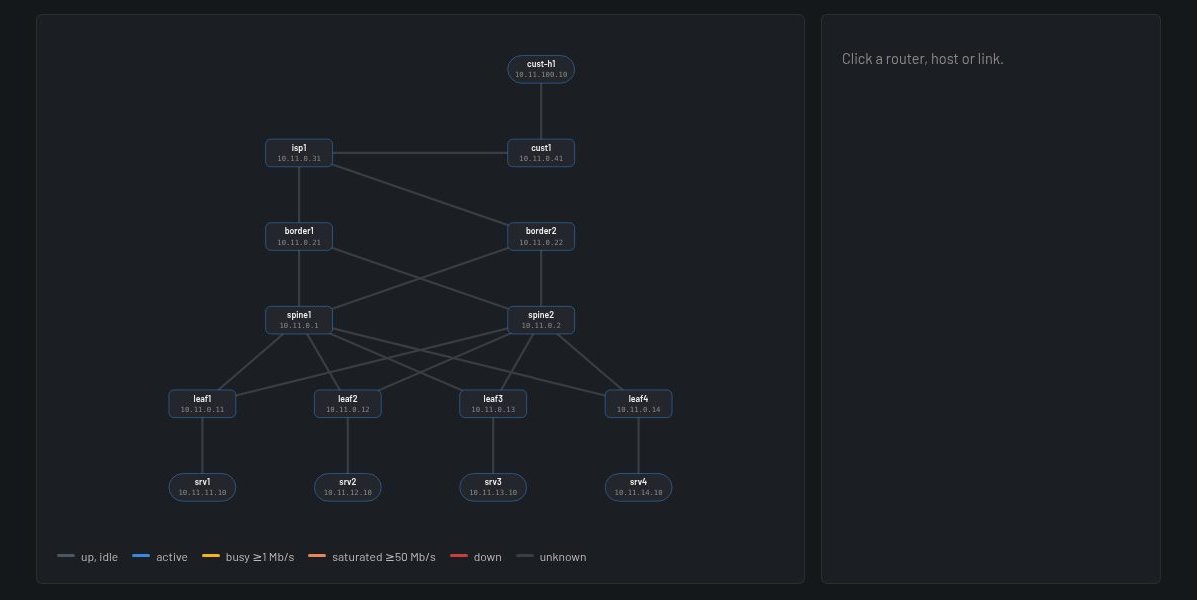 cust-h1
10.11.100.10
Click a router, host or link.
isp1
10.11.0.31
cust1
10.11.0.41
border1
10.11.0.21
border2
10.11.0.22
spine1
10.11.0.1
spine2
10.11.0.2
leaf1
10.11.0.11
leaf2
10.11.0.12
leaf3
10.11.0.13
leaf4
10.11.0.14
srv1
10.11.11.10
srv2
10.11.12.10
srv3
10.11.13.10
srv4
10.11.14.10
up, idle
active
busy ≥1 Mb/s
saturated ≥50 Mb/s
down
unknown